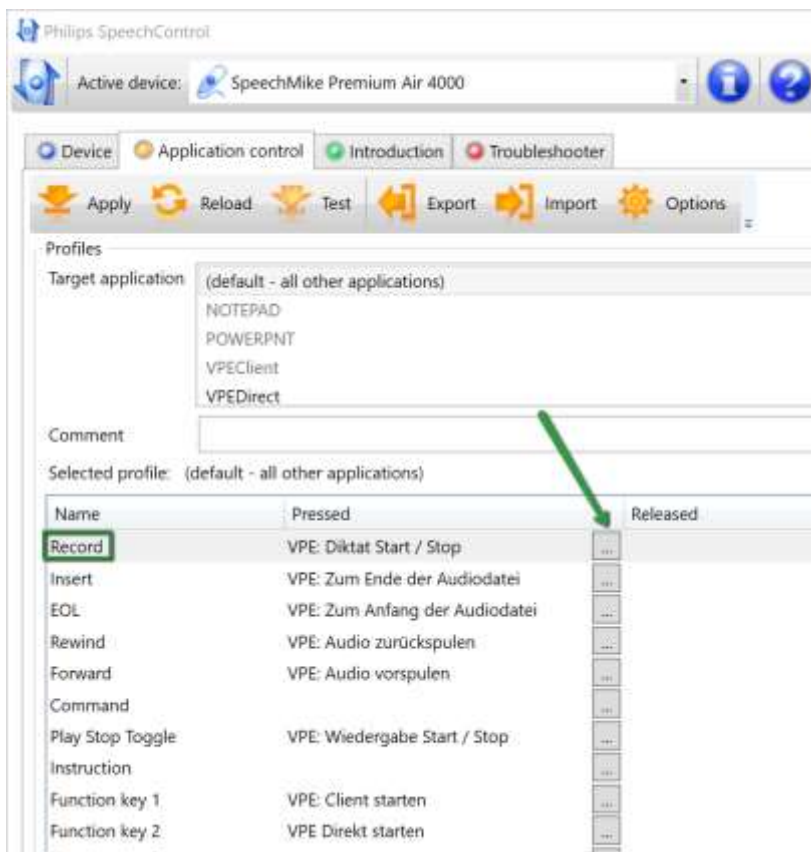 Philips SpeechControl
Active device: SpeechMike Premium Air 4000
Device Application control Introduction Troubleshooter
Apply Reload Test Export Import Options
Profiles
Target application (default - all other applications)
NOTEPAD
POWERPNT
VPEClient
VPEDirect
Comment
Selected profile: (default - all other applications)
Name Pressed Released
Record VPE: Diktat Start / Stop ...
Insert VPE: Zum Ende der Audiodatei ...
EOL VPE: Zum Anfang der Audiodatei ...
Rewind VPE: Audio zurückspulen ...
Forward VPE: Audio vorspulen ...
Command ...
Play Stop Toggle VPE: Wiedergabe Start / Stop ...
Instruction ...
Function key 1 VPE: Client starten ...
Function key 2 VPE Direkt starten ...